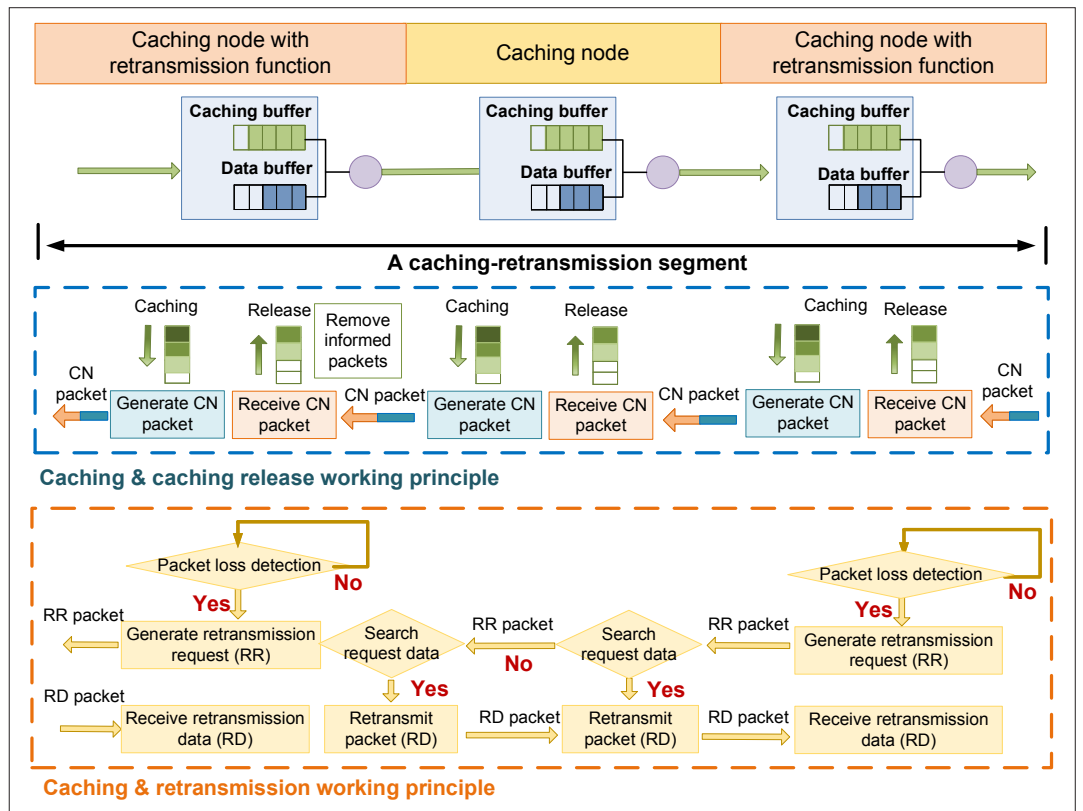 Caching node with
retransmission function
Caching node
Caching node with
retransmission function
Caching buffer
Data buffer
Caching buffer
Data buffer
Caching buffer
Data buffer
A caching-retransmission segment
Caching
Release
Remove
informed
packets
Caching
Release
Caching
Release
CN
packet
Generate CN
packet
Receive CN
packet
CN packet
Generate CN
packet
Receive CN
packet
CN packet
Generate CN
packet
Receive CN
packet
CN
packet
Caching & caching release working principle
Packet loss detection
No
Yes
Packet loss detection
No
Yes
RR packet
Generate retransmission
request (RR)
Search
request data
RR packet
No
Search
request data
RR packet
Generate retransmission
request (RR)
Yes
Yes
RD packet
Receive retransmission
data (RD)
Retransmit
packet (RD)
RD packet
Retransmit
packet (RD)
RD packet
Receive retransmission
data (RD)
Caching & retransmission working principle